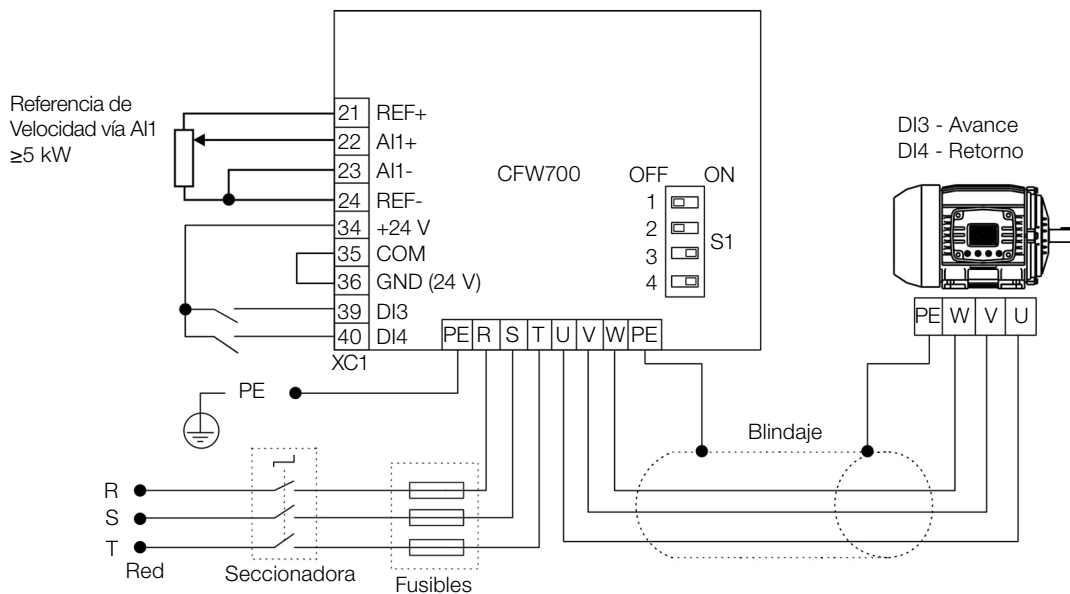 Referencia de
Velocidad vía AI1
≥5 kW
21 REF+
22 AI1+
23 AI1-
24 REF-
34 +24 V
35 COM
36 GND (24 V)
39 DI3
40 DI4
XC1
CFW700
OFF ON
1
2
3
4
S1
PE R S T U V W PE
DI3 - Avance
DI4 - Retorno
PE W V U
PE
Blindaje
R
S
T
Red
Seccionadora
Fusibles